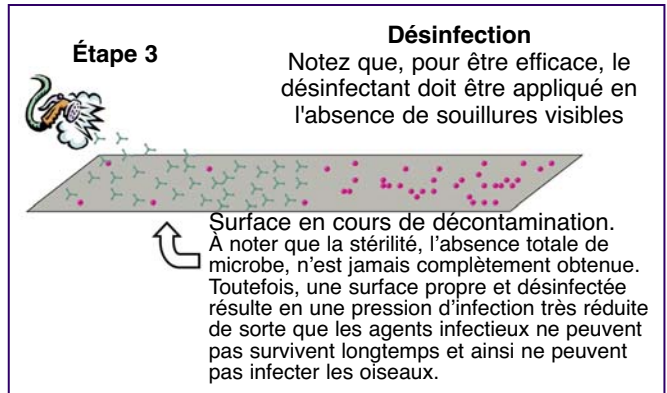 Étape 3
Désinfection
Notez que, pour être efficace, le
désinfectant doit être appliqué en
l'absence de souillures visibles
Surface en cours de décontamination.
À noter que la stérilité, l’absence totale de
microbe, n’est jamais complètement obtenue.
Toutefois, une surface propre et désinfectée
résulte en une pression d’infection très réduite
de sorte que les agents infectieux ne peuvent
pas survivent longtemps et ainsi ne peuvent
pas infecter les oiseaux.